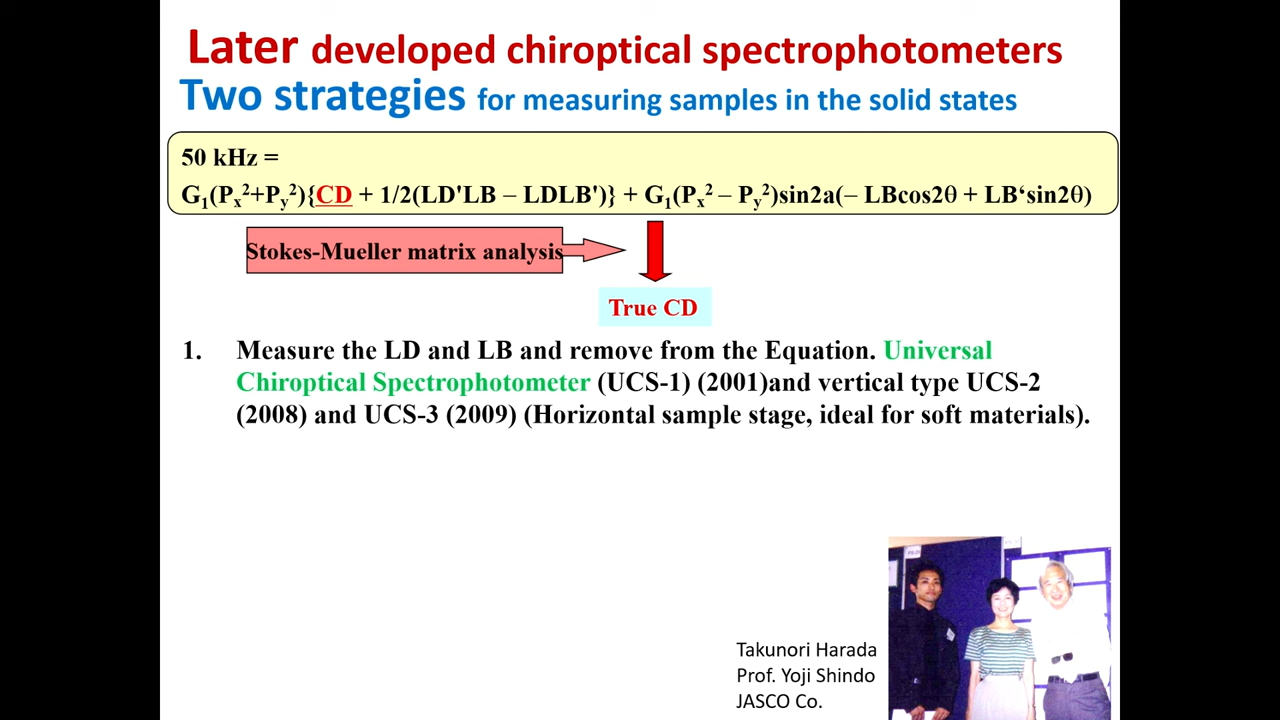 Later developed chiroptical spectrophotometers
Two strategies for measuring samples in the solid states
50 kHz =
G₁(Pₓ²+Pᵧ²){CD + 1/2(LD'LB – LDLB')} + G₁(Pₓ² – Pᵧ²)sin2a(– LBcos2θ + LB‘sin2θ)
Stokes-Mueller matrix analysis
True CD
1. Measure the LD and LB and remove from the Equation. Universal
Chiroptical Spectrophotometer (UCS-1) (2001)and vertical type UCS-2
(2008) and UCS-3 (2009) (Horizontal sample stage, ideal for soft materials).
Takunori Harada
Prof. Yoji Shindo
JASCO Co.